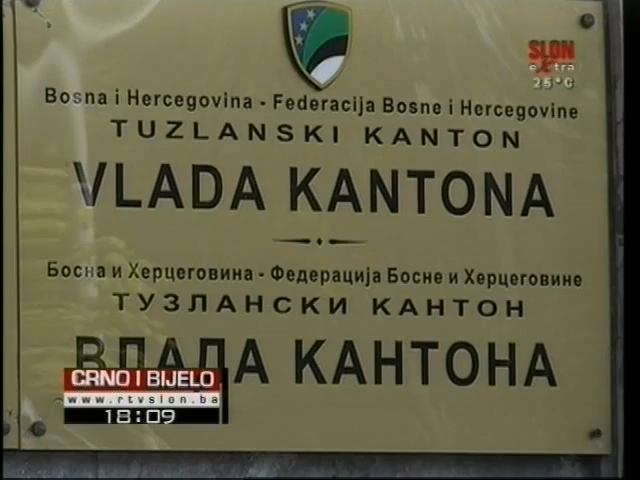 SLON
extra
25°C
Bosna i Hercegovina - Federacija Bosne i Hercegovine
TUZLANSKI KANTON
VLADA KANTONA
Босна и Херцеговина - Федерација Босне и Херцеговине
ТУЗЛАНСКИ КАНТОН
ВЛАДА КАНТОНА
CRNO I BIJELO
www.rtvslon.ba
18:09